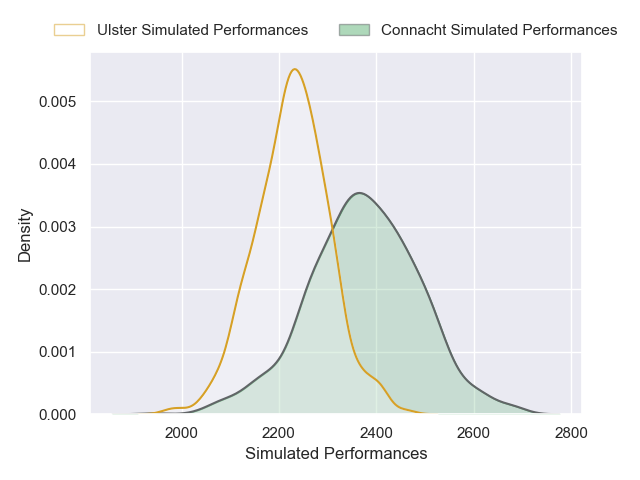 Ulster Simulated Performances Connacht Simulated Performances
0.005
0.004
0.003
0.002
0.001
0.000
Density
2000 2200 2400 2600 2800
Simulated Performances